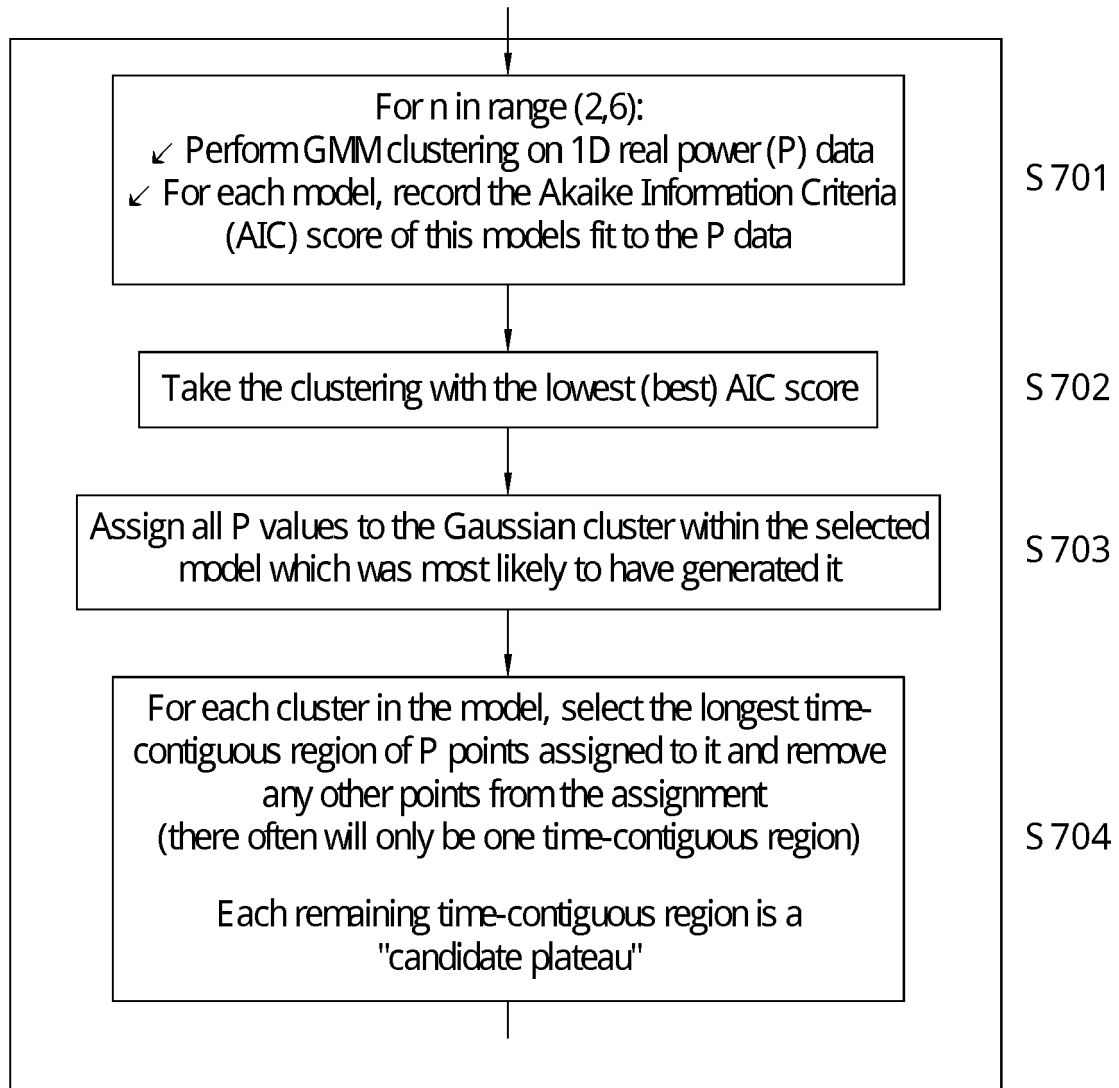 For n in range (2,6):
↙ Perform GMM clustering on 1D real power (P) data
↙ For each model, record the Akaike Information Criteria
(AIC) score of this models fit to the P data
S701
Take the clustering with the lowest (best) AIC score
S702
Assign all P values to the Gaussian cluster within the selected
model which was most likely to have generated it
S703
For each cluster in the model, select the longest time-
contiguous region of P points assigned to it and remove
any other points from the assignment
(there often will only be one time-contiguous region)
Each remaining time-contiguous region is a
"candidate plateau"
S704